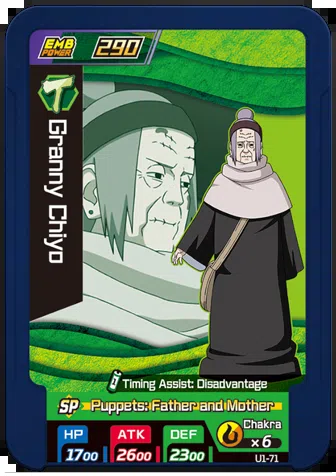 EMB POWER 290
T
Granny Chiyo
Timing Assist: Disadvantage
SP Puppets: Father and Mother
HP ATK DEF Chakra
1700 2600 2300 ×6
U1-71